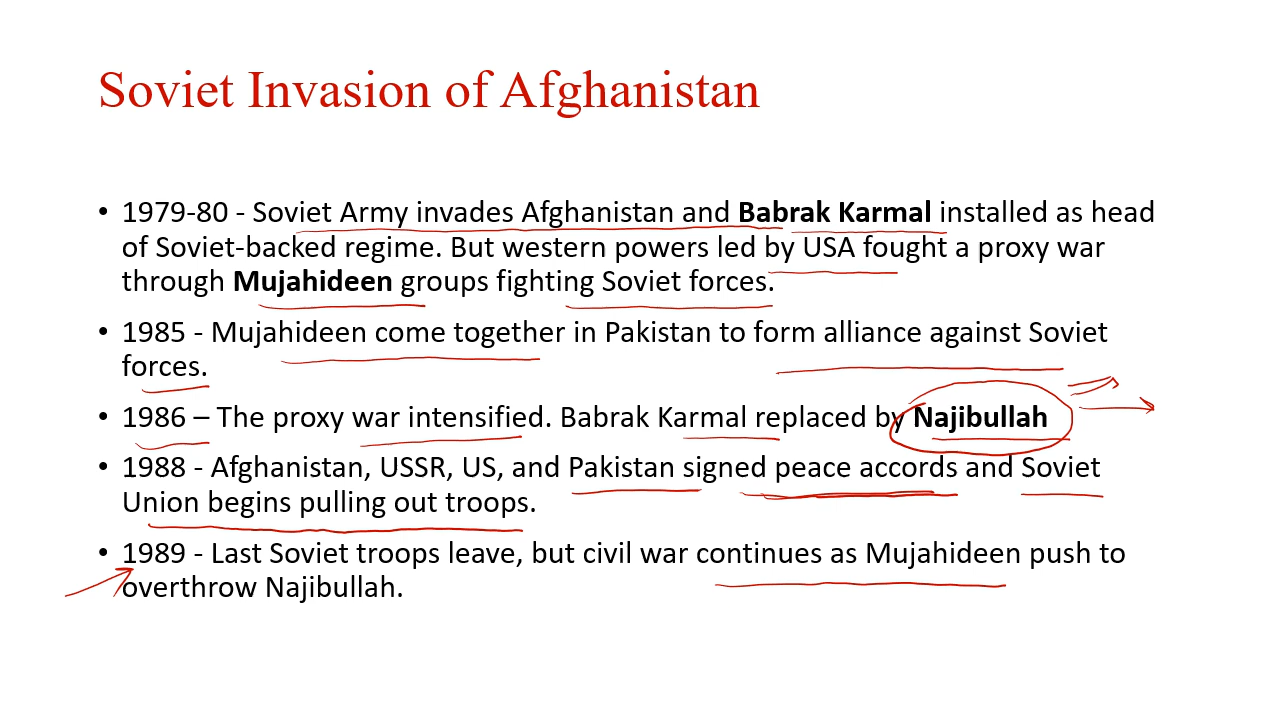 Soviet Invasion of Afghanistan
• 1979-80 - Soviet Army invades Afghanistan and Babrak Karmal installed as head
of Soviet-backed regime. But western powers led by USA fought a proxy war
through Mujahideen groups fighting Soviet forces.
• 1985 - Mujahideen come together in Pakistan to form alliance against Soviet
forces.
• 1986 – The proxy war intensified. Babrak Karmal replaced by Najibullah
• 1988 - Afghanistan, USSR, US, and Pakistan signed peace accords and Soviet
Union begins pulling out troops.
• 1989 - Last Soviet troops leave, but civil war continues as Mujahideen push to
overthrow Najibullah.